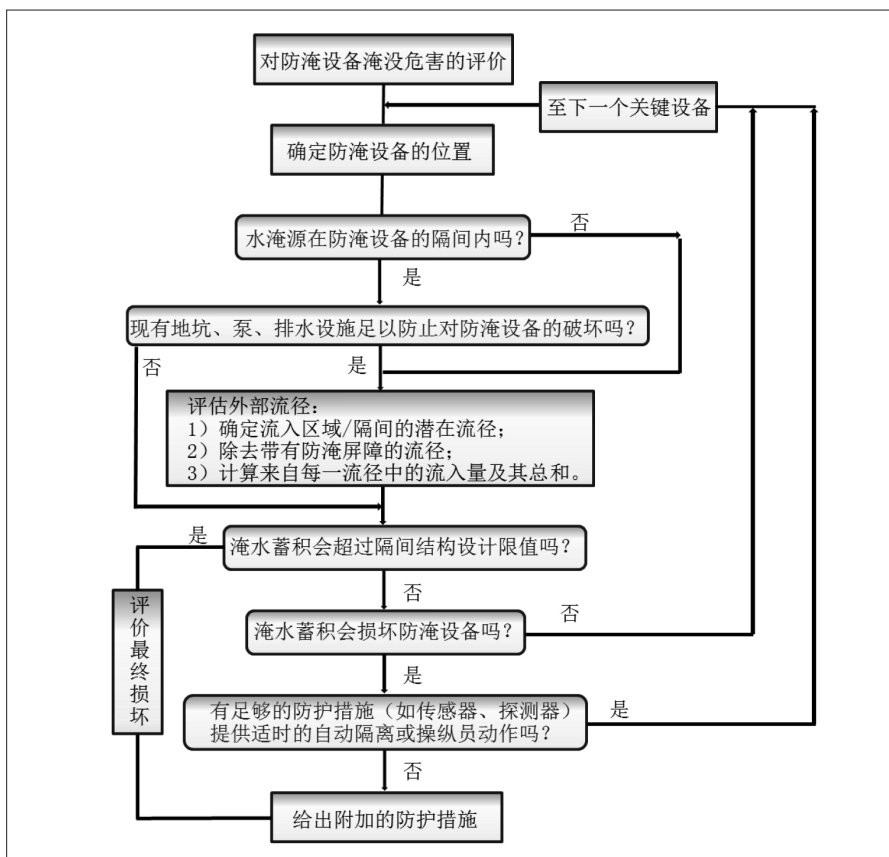 对防淹设备淹没危害的评价
至下一个关键设备
确定防淹设备的位置
水淹源在防淹设备的隔间内吗？
否
是
现有地坑、泵、排水设施足以防止对防淹设备的破坏吗？
否
是
评估外部流径：
1）确定流入区域/隔间的潜在流径；
2）除去带有防淹屏障的流径；
3）计算来自每一流径中的流入量及其总和。
是
淹水蓄积会超过隔间结构设计限值吗？
否
评价最终损坏
淹水蓄积会损坏防淹设备吗？
否
是
有足够的防护措施（如传感器、探测器）
提供适时的自动隔离或操纵员动作吗？
是
否
给出附加的防护措施